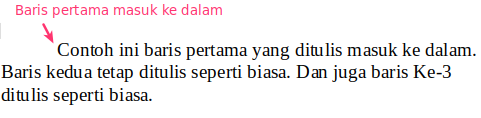 Baris pertama masuk ke dalam
Contoh ini baris pertama yang ditulis masuk ke dalam.
Baris kedua tetap ditulis seperti biasa. Dan juga baris Ke-3
ditulis seperti biasa.